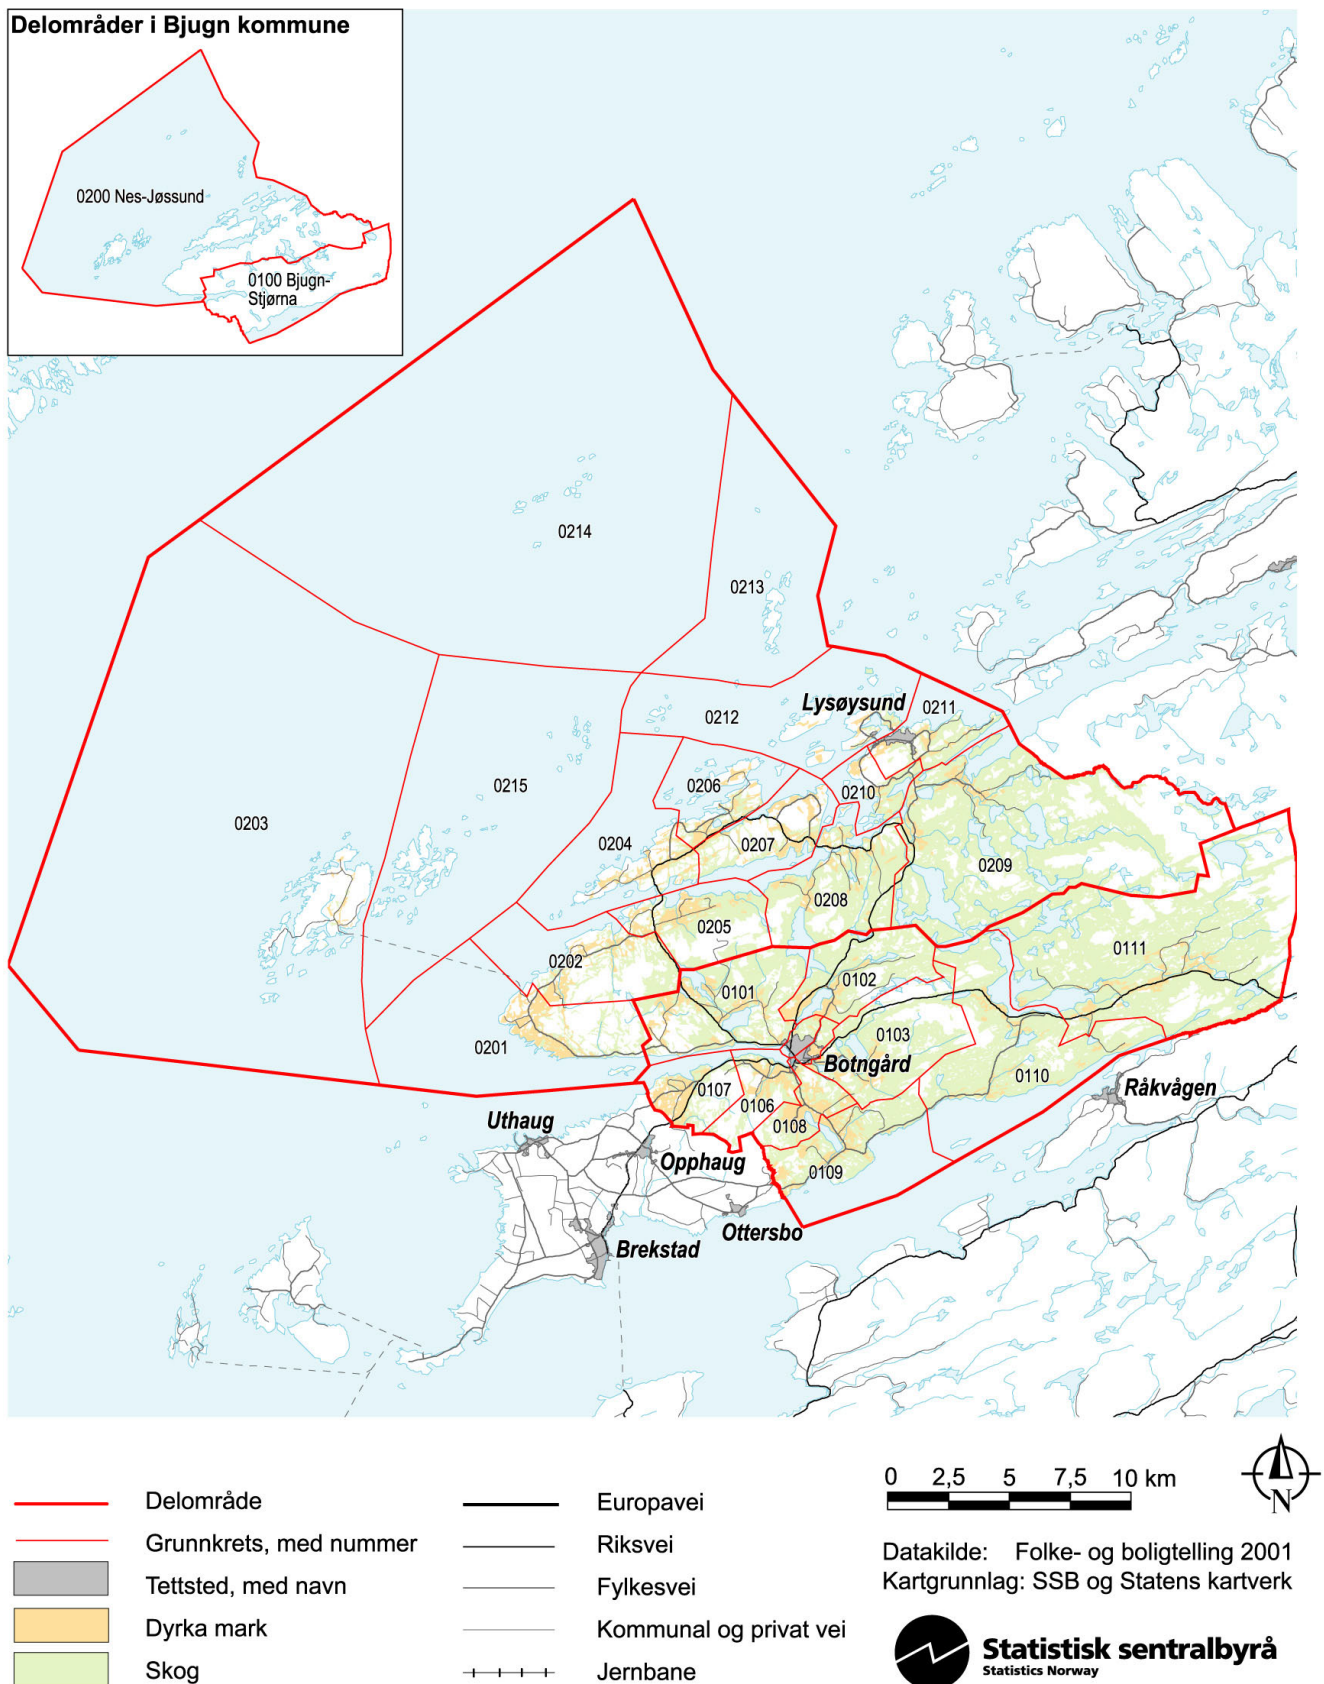 Delområder i Bjugn kommune
0200 Nes-Jøssund
0100 Bjugn-
Stjørna
0214
0213
Lysøysund
0211
0212
0215
0206
0210
0203
0204
0207
0209
0208
0205
0111
0202
0102
0101
0103
0201
Botngård
0110
0107
Råkvågen
0106
Uthaug
0108
Opphaug
0109
Ottersbo
Brekstad
Delområde
Grunnkrets, med nummer
Tettsted, med navn
Dyrka mark
Skog
Europavei
Riksvei
Fylkesvei
Kommunal og privat vei
Jernbane
0 2,5 5 7,5 10 km
N
Datakilde: Folke- og boligtelling 2001
Kartgrunnlag: SSB og Statens kartverk
Statistisk sentralbyrå
Statistics Norway